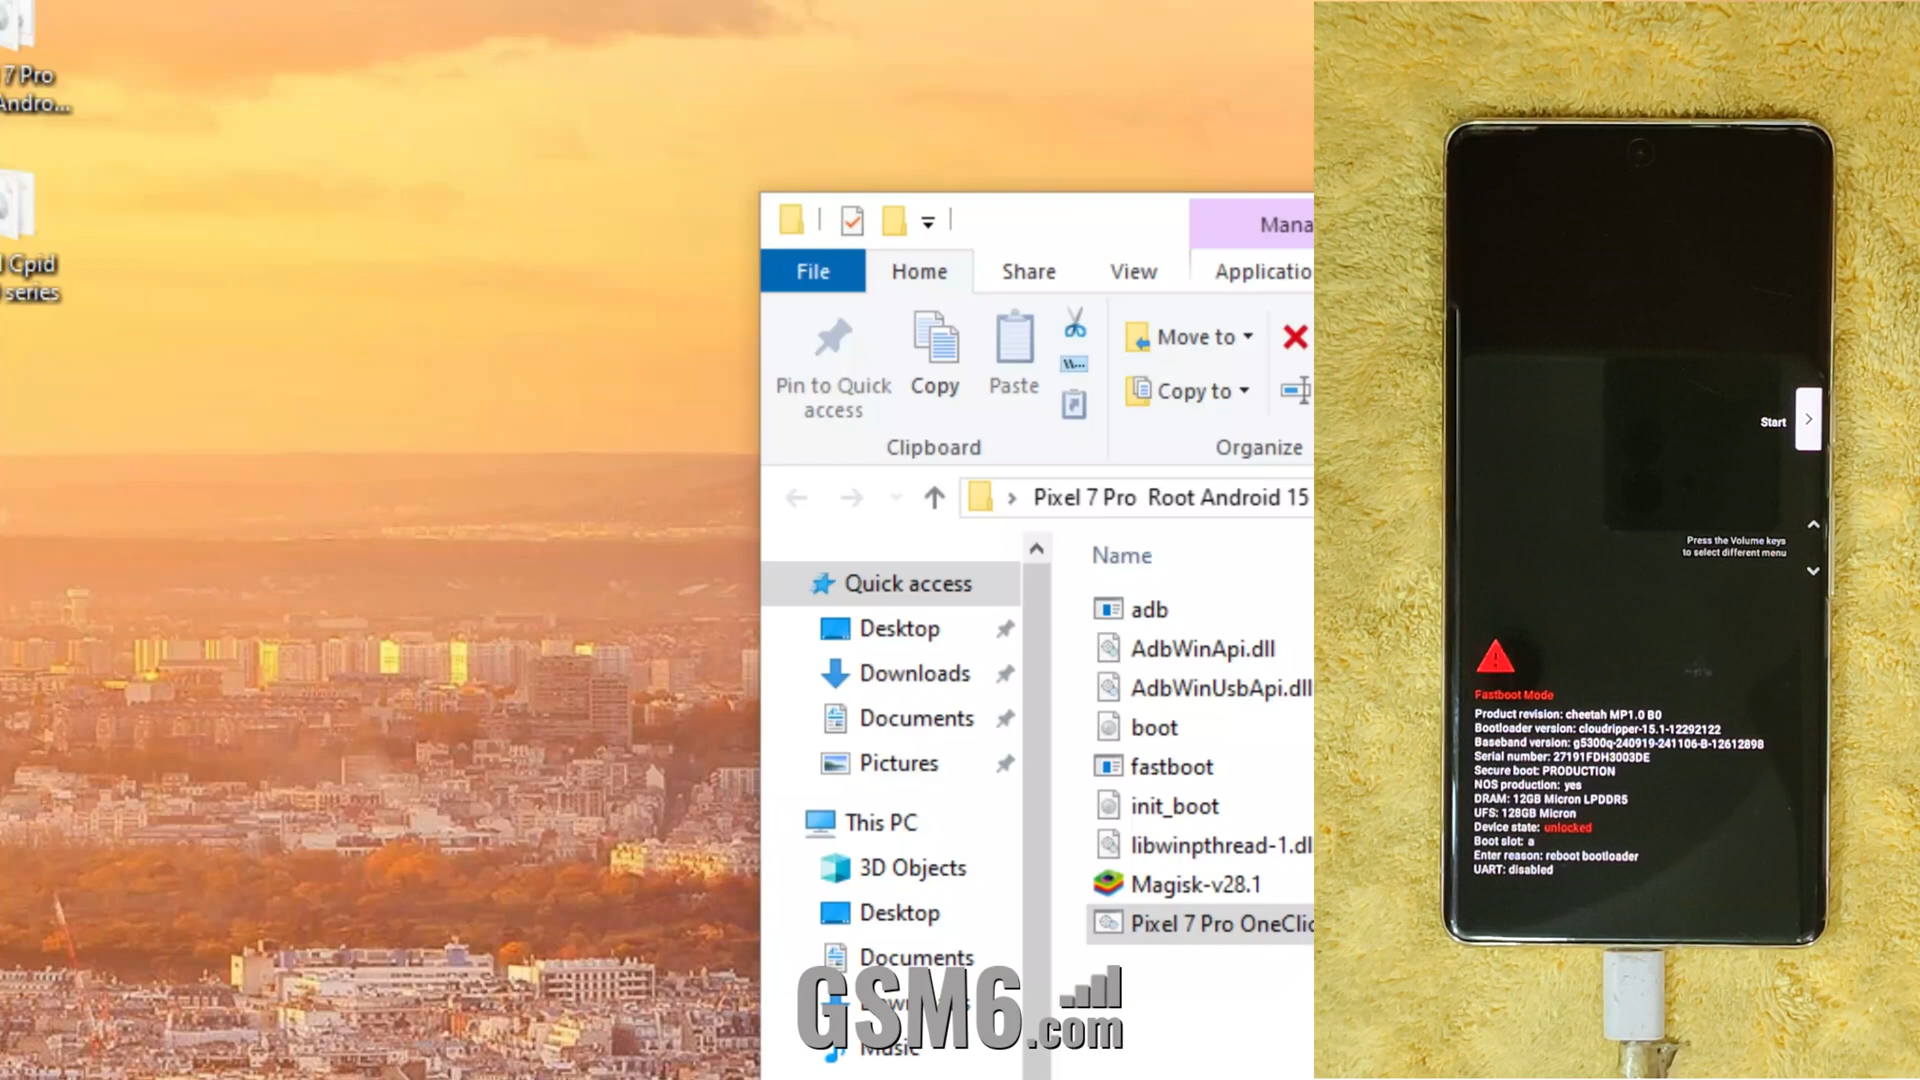 7 Pro
Andro...
Cpid
series
Mana
File
Home
Share
View
Applicatio
Pin to Quick
access
Copy
Paste
Move to
Copy to
Clipboard
Organize
Pixel 7 Pro Root Android 15
Name
Quick access
Desktop
Downloads
Documents
Pictures
This PC
3D Objects
Desktop
Documents
Music
adb
AdbWinApi.dll
AdbWinUsbApi.dll
boot
fastboot
init_boot
libwinpthread-1.dl
Magisk-v28.1
Pixel 7 Pro OneClic
GSM6.com
Start
Press the Volume keys
to select different menu
Fastboot Mode
Product revision: cheetah MP1.0 B0
Bootloader version: cloudripper-15.1-12292122
Baseband version: g5300q-240919-241106-B-12612898
Serial number: 27191FDH3003DE
Secure boot: PRODUCTION
NOS production: yes
DRAM: 12GB Micron LPDDR5
UFS: 128GB Micron
Device state: unlocked
Boot slot: a
Enter reason: reboot bootloader
UART: disabled